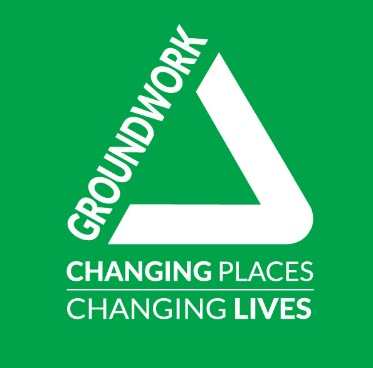 GROUNDWORK
CHANGING PLACES
CHANGING LIVES